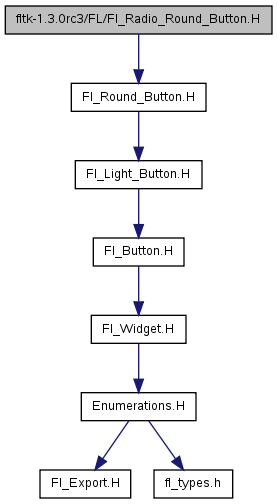 fltk-1.3.0rc3/FL/Fl_Radio_Round_Button.H
Fl_Round_Button.H
Fl_Light_Button.H
Fl_Button.H
Fl_Widget.H
Enumerations.H
Fl_Export.H
fl_types.h